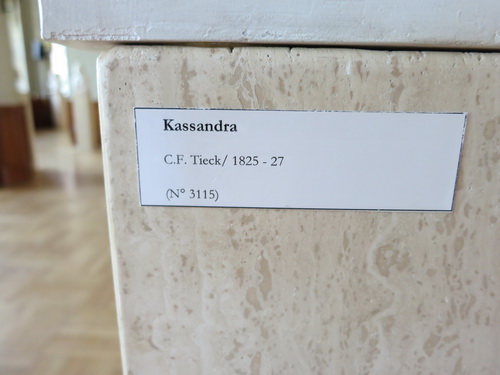 Kassandra
C.F. Tieck/ 1825 - 27
(N° 3115)